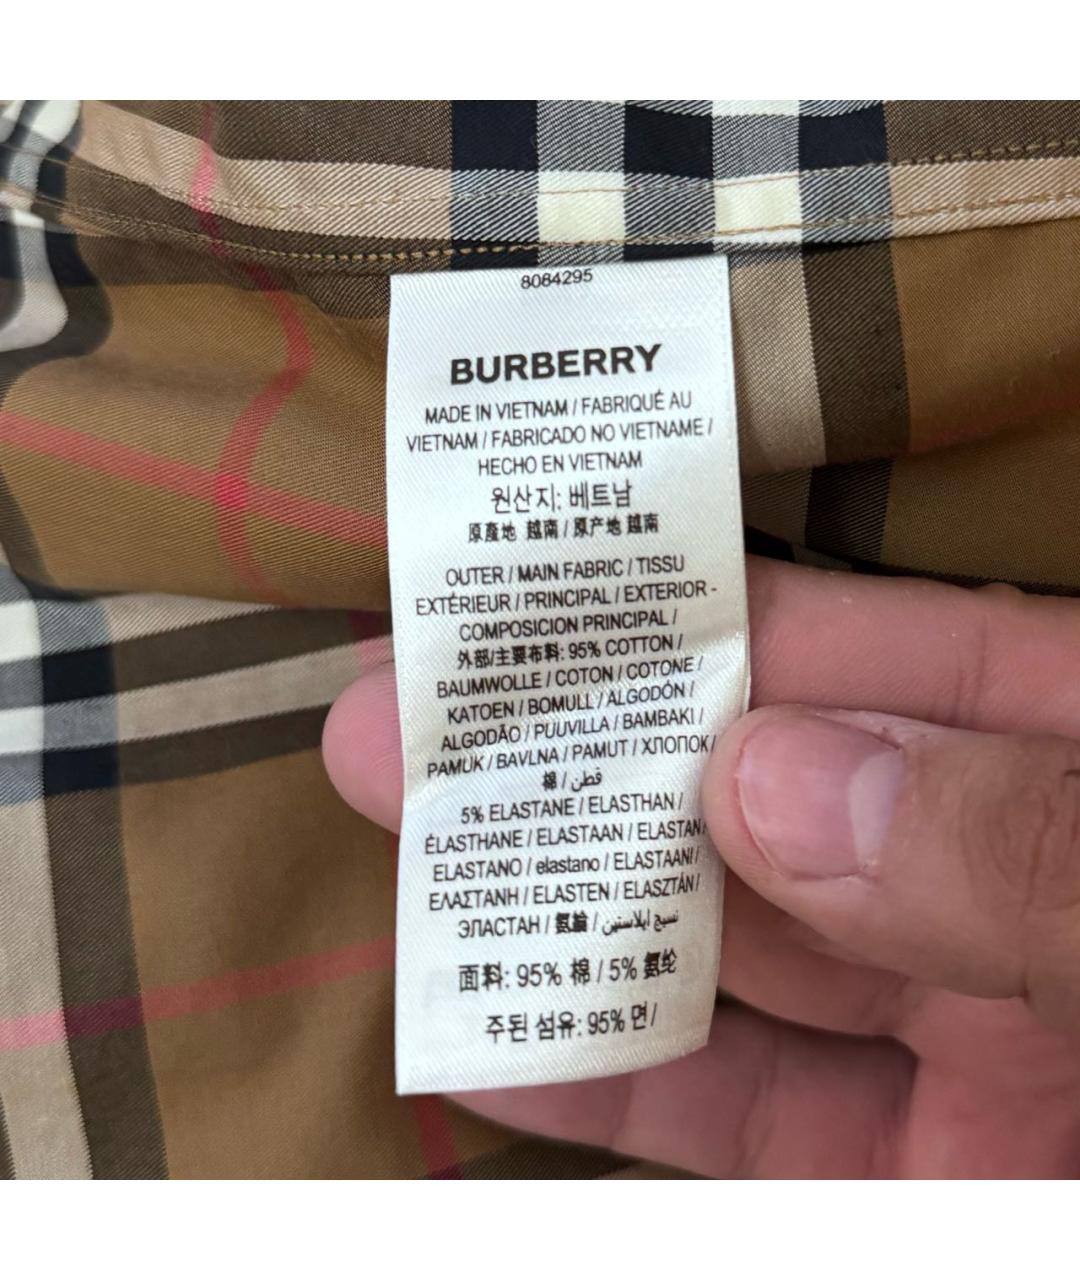 8084295
BURBERRY
MADE IN VIETNAM / FABRIQUÉ AU
VIETNAM / FABRICADO NO VIETNAME /
HECHO EN VIETNAM
원산지: 베트남
原產地 越南 / 原产地 越南
OUTER / MAIN FABRIC / TISSU
EXTÉRIEUR / PRINCIPAL / EXTERIOR -
COMPOSICION PRINCIPAL /
外部/主要布料: 95% COTTON /
BAUMWOLLE / COTON / COTONE /
KATOEN / BOMULL / ALGODÓN /
ALGODÃO / PUUVILLA / BAMBAKI /
PAMUK / BAVLNA / PAMUT / ХЛОПОК /
棉 / قطن /
5% ELASTANE / ELASTHAN /
ÉLASTHANE / ELASTAAN / ELASTAN /
ELASTANO / elastano / ELASTAANI /
ΕΛΑΣΤΑΝΗ / ELASTEN / ELASZTÁN /
ЭЛАСТАН / 氨綸 / نسيج ايلاستين
面料: 95% 棉 / 5% 氨纶
주된 섬유: 95% 면 /